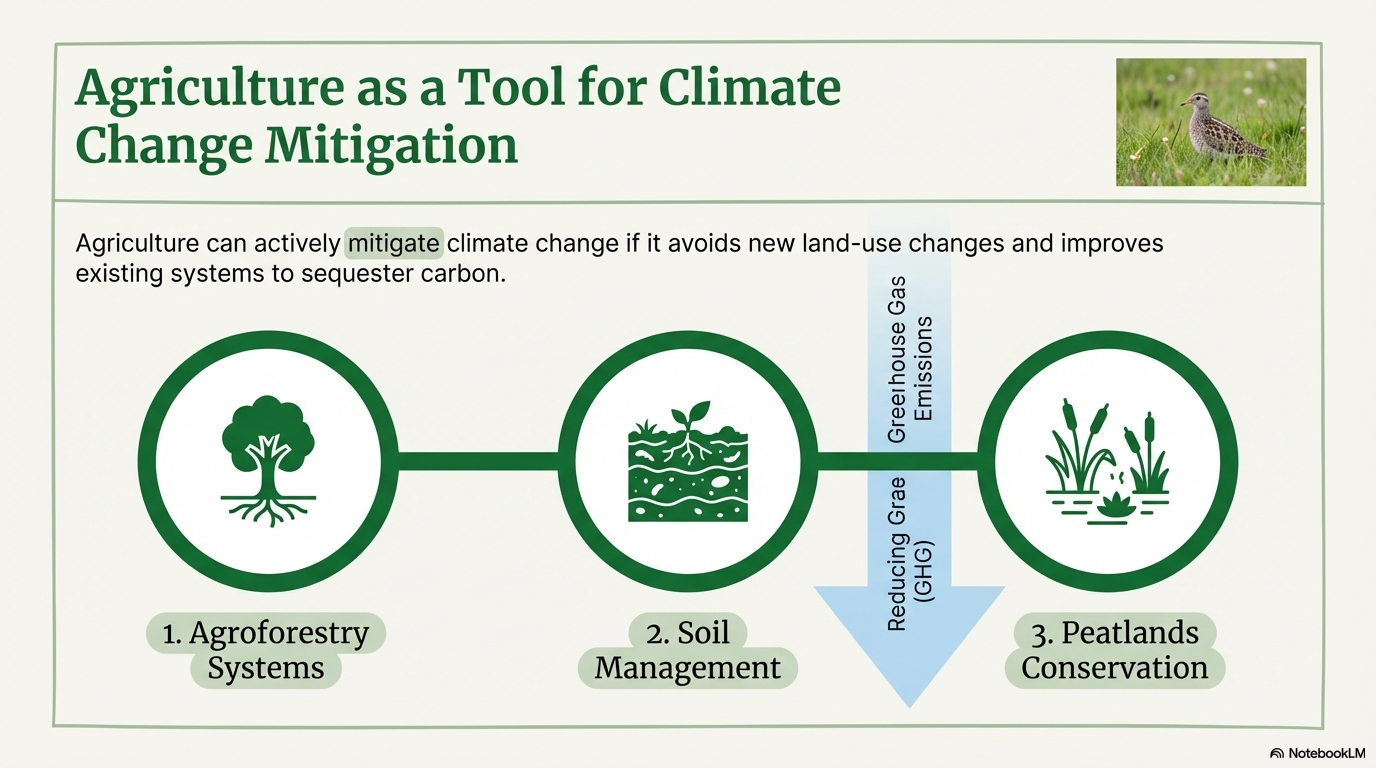 Agriculture as a Tool for Climate
Change Mitigation
Agriculture can actively mitigate climate change if it avoids new land-use changes and improves
existing systems to sequester carbon.
Greenhouse Gas
Emissions
Reducing Grae
(GHG)
1. Agroforestry
Systems
2. Soil
Management
3. Peatlands
Conservation
NotebookLM